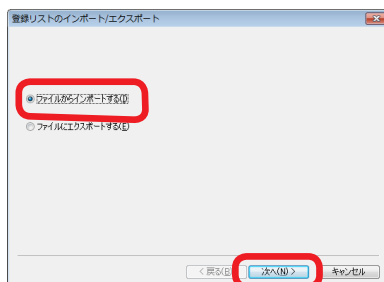 登録リストのインポート/エクスポート
ファイルからインポートする(I)
ファイルにエクスポートする(E)
< 戻る(B) 次へ(N) > キャンセル